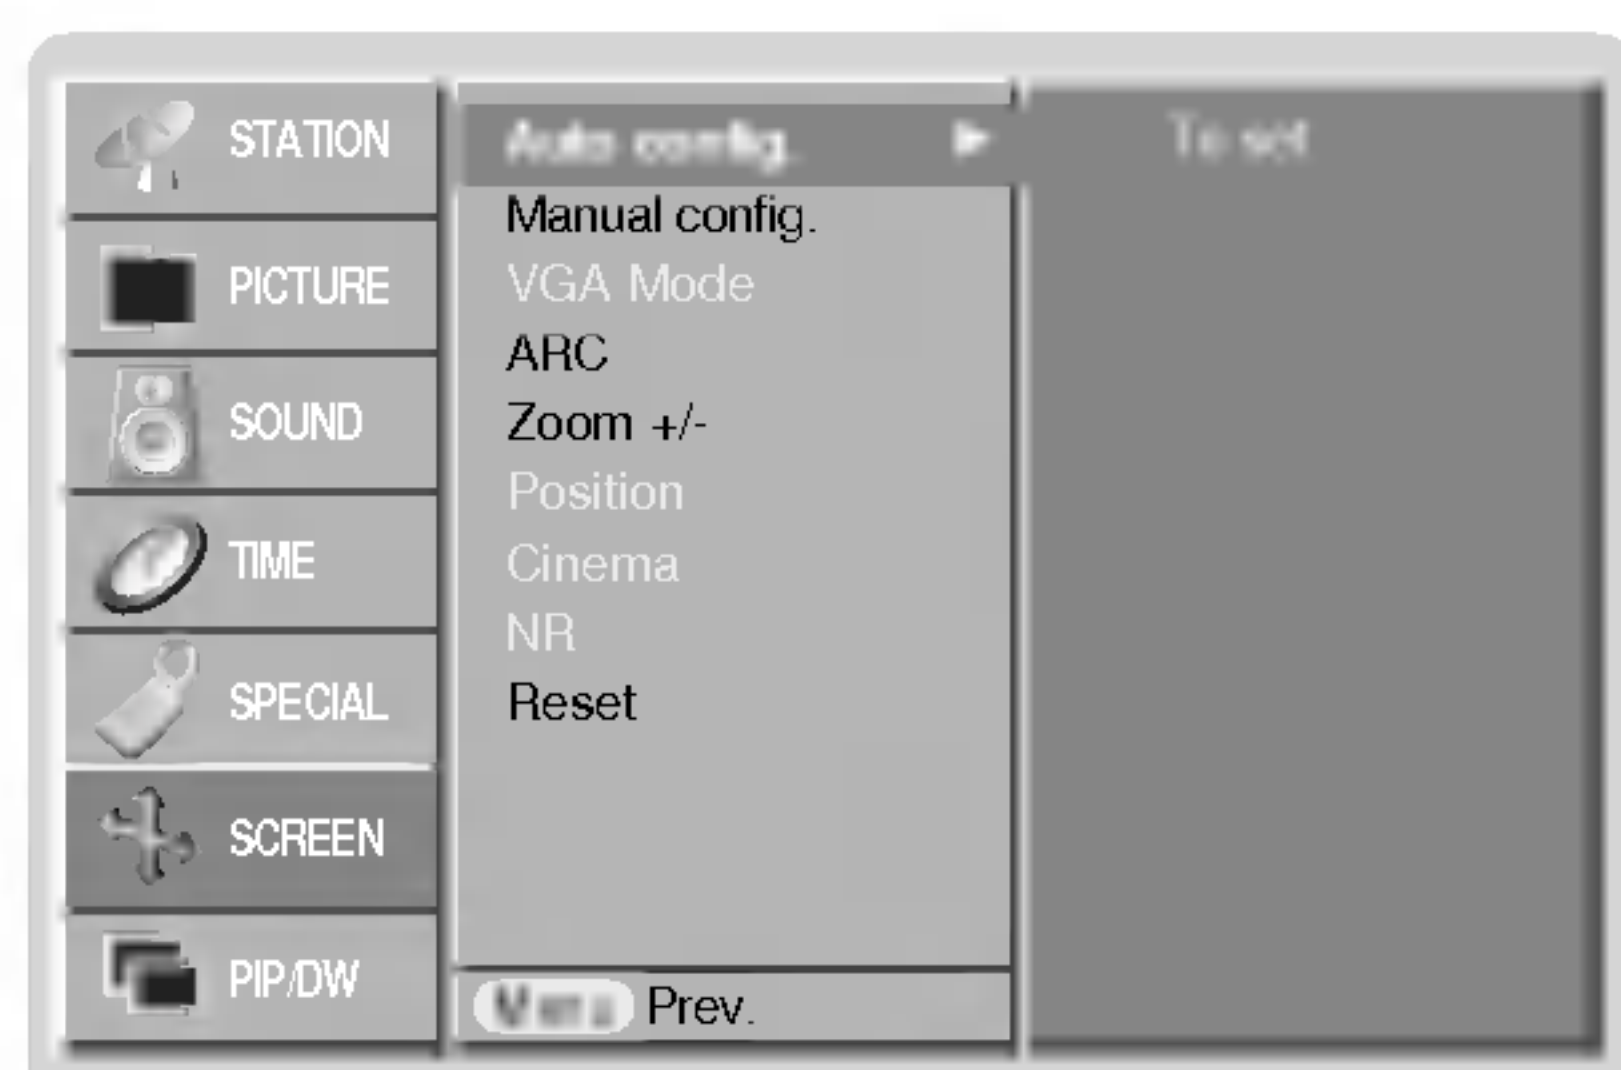 STATION
PICTURE
SOUND
TIME
SPECIAL
SCREEN
PIP/DW
Auto config.
Manual config.
VGA Mode
ARC
Zoom +/-
Position
Cinema
NR
Reset
Menu Prev.
To set